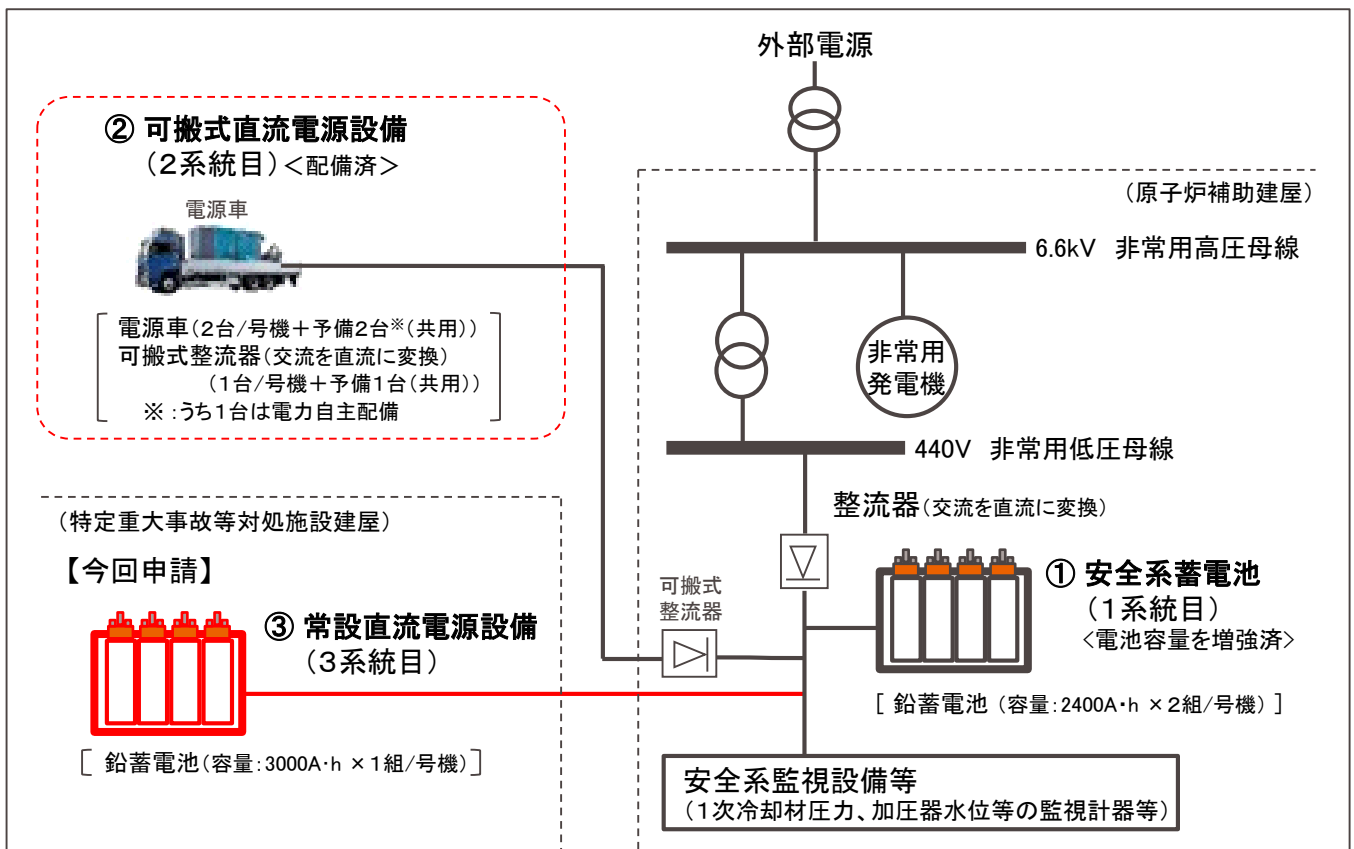 外部電源
② 可搬式直流電源設備
(2系統目)<配備済>
電源車
電源車(2台/号機+予備2台※(共用))
可搬式整流器(交流を直流に変換)
(1台/号機+予備1台(共用))
※:うち1台は電力自主配備
(原子炉補助建屋)
6.6kV 非常用高圧母線
非常用
発電機
440V 非常用低圧母線
整流器(交流を直流に変換)
① 安全系蓄電池
(1系統目)
<電池容量を増強済>
[ 鉛蓄電池 (容量:2400A・h ×2組/号機) ]
(特定重大事故等対処施設建屋)
【今回申請】
③ 常設直流電源設備
(3系統目)
[ 鉛蓄電池(容量:3000A・h ×1組/号機)]
可搬式
整流器
安全系監視設備等
(1次冷却材圧力、加圧器水位等の監視計器等)